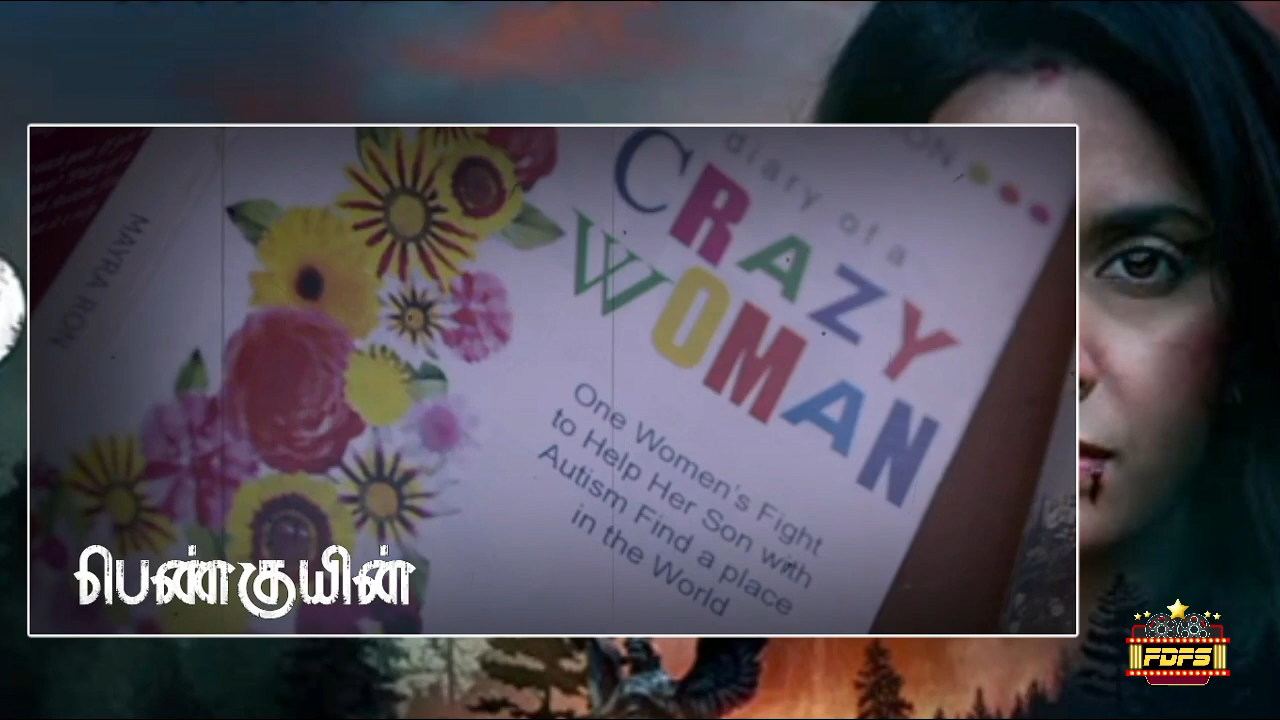 diary of a
CRAZY
WOMAN
One Women's Fight
to Help Her Son with
Autism Find a place
in the World
MAYRA RON
பெண்குயின்
FDFS